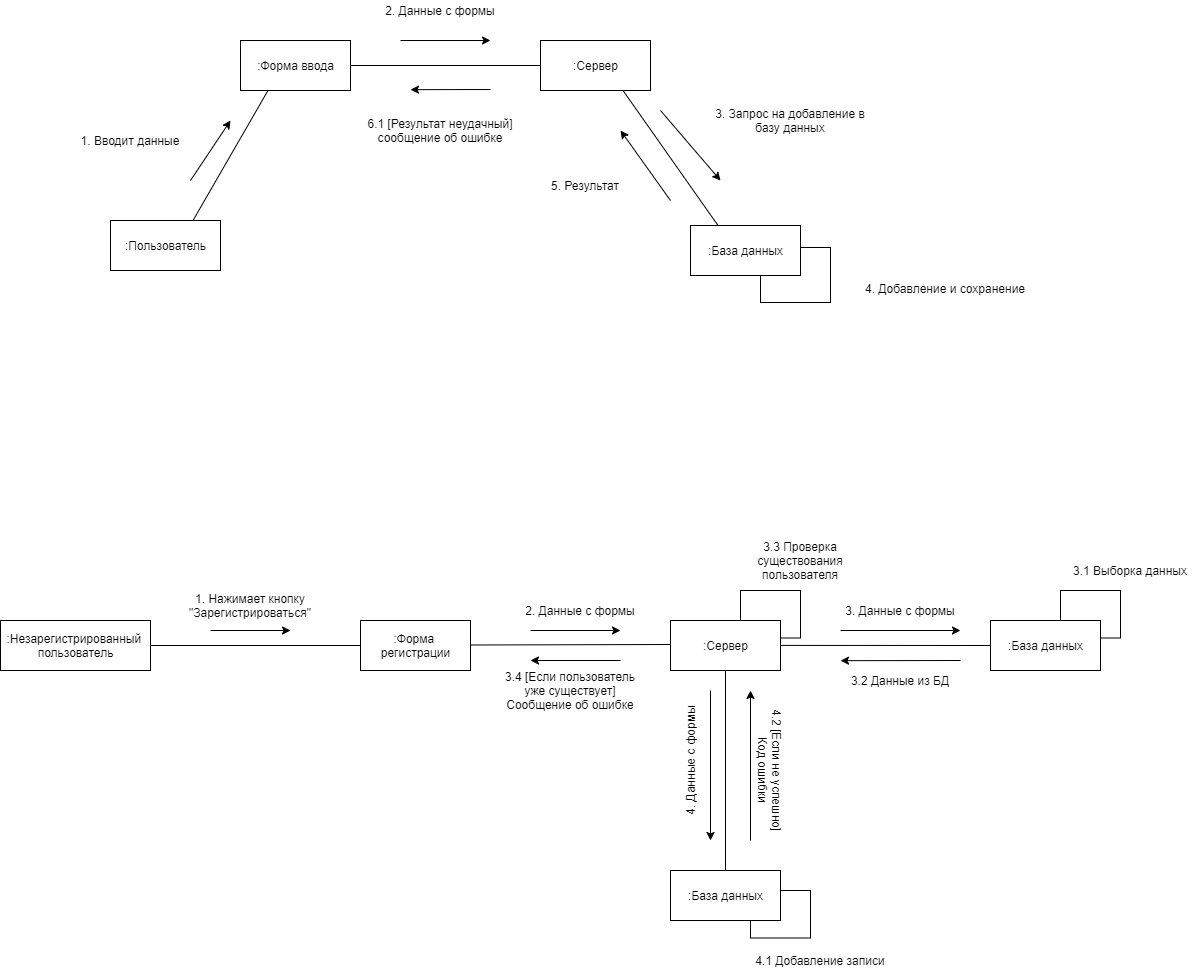 2. Данные с формы
:Форма ввода
:Сервер
6.1 [Результат неудачный]
сообщение об ошибке
3. Запрос на добавление в
базу данных
1. Вводит данные
5. Результат
:Пользователь
:База данных
4. Добавление и сохранение
3.3 Проверка
существования
пользователя
3.1 Выборка данных
1. Нажимает кнопку
"Зарегистрироваться"
2. Данные с формы
3. Данные с формы
:Незарегистрированный
пользователь
:Форма
регистрации
:Сервер
:База данных
3.4 [Если пользователь
уже существует]
Сообщение об ошибке
3.2 Данные из БД
4. Данные с формы
4.2 [Если не успешно]
Код ошибки
:База данных
4.1 Добавление записи